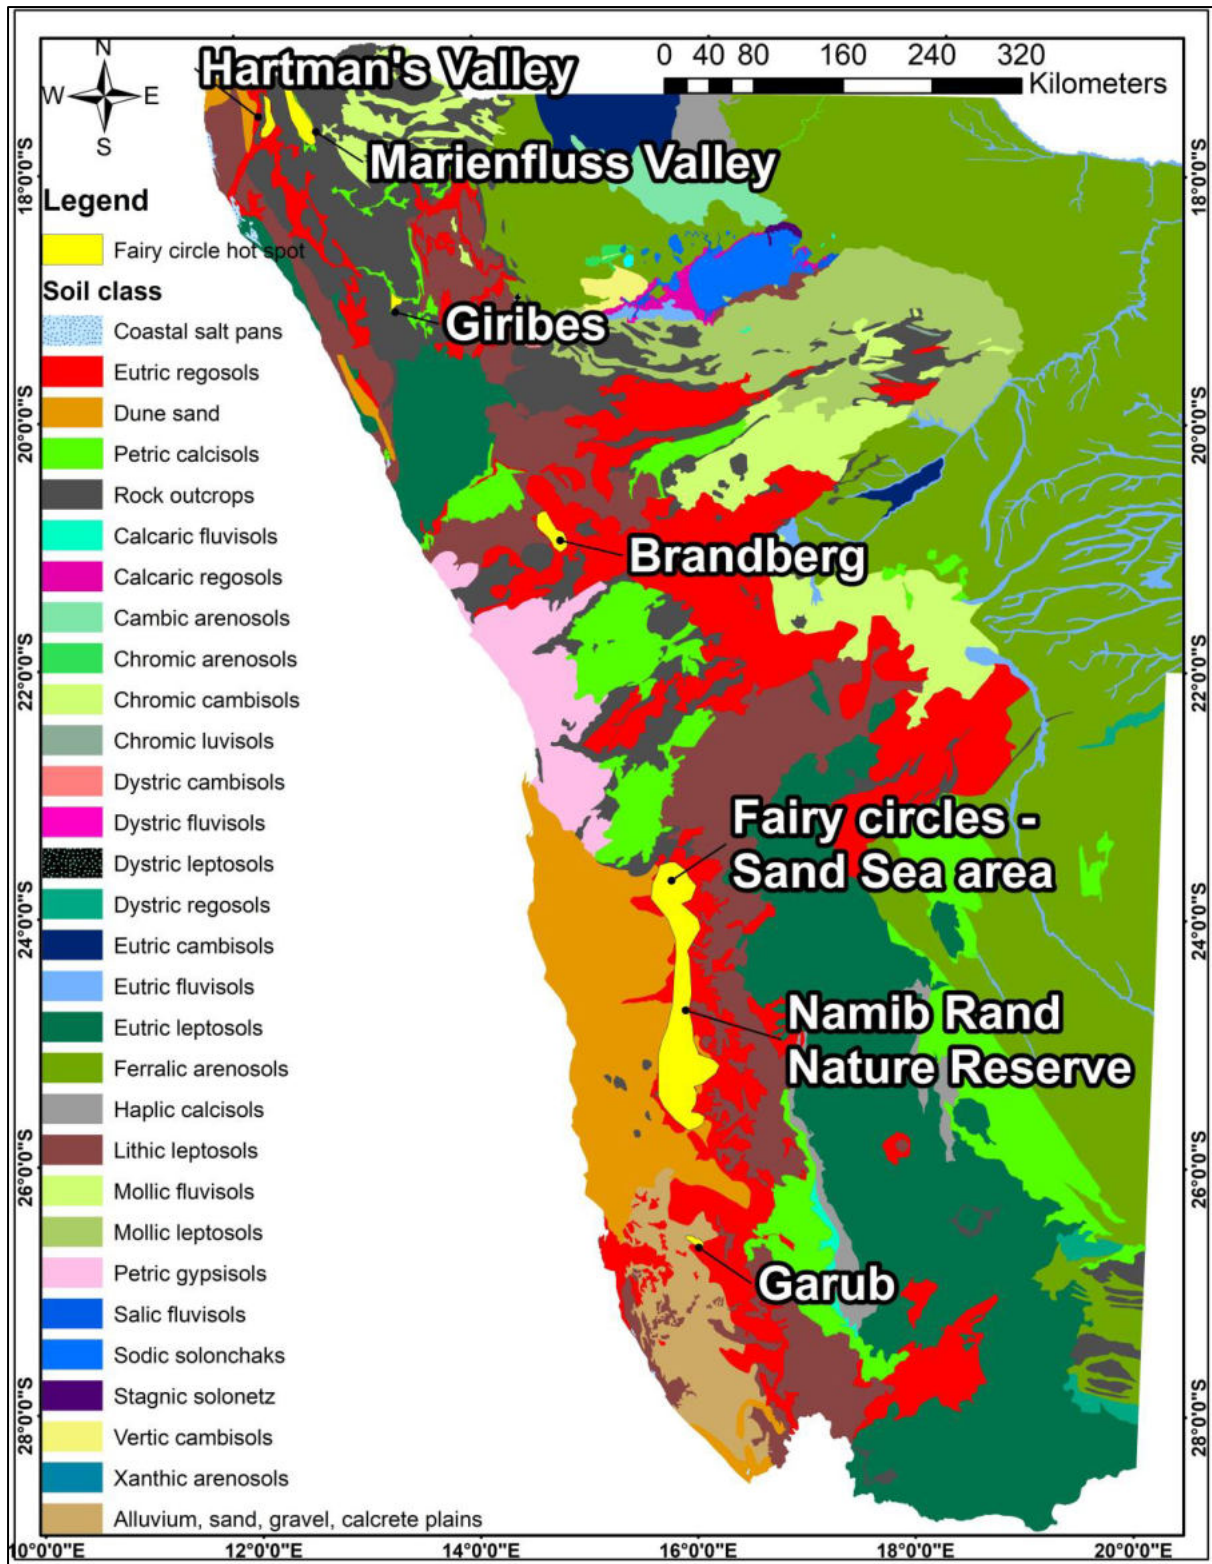 N
W E
S
0 40 80 160 240 320
Kilometers
Hartman's Valley
Marienfluss Valley
Giribes
Brandberg
Fairy circles -
Sand Sea area
Namib Rand
Nature Reserve
Garub
Legend
Fairy circle hot spot
Soil class
Coastal salt pans
Eutric regosols
Dune sand
Petric calcisols
Rock outcrops
Calcaric fluvisols
Calcaric regosols
Cambic arenosols
Chromic arenosols
Chromic cambisols
Chromic luvisols
Dystric cambisols
Dystric fluvisols
Dystric leptosols
Dystric regosols
Eutric cambisols
Eutric fluvisols
Eutric leptosols
Ferralic arenosols
Haplic calcisols
Lithic leptosols
Mollic fluvisols
Mollic leptosols
Petric gypsisols
Salic fluvisols
Sodic solonchaks
Stagnic solonetz
Vertic cambisols
Xanthic arenosols
Alluvium, sand, gravel, calcrete plains
18°0'0"S
20°0'0"S
22°0'0"S
24°0'0"S
26°0'0"S
28°0'0"S
18°0'0"S
20°0'0"S
22°0'0"S
24°0'0"S
26°0'0"S
28°0'0"S
10°0'0"E 12°0'0"E 14°0'0"E 16°0'0"E 18°0'0"E 20°0'0"E